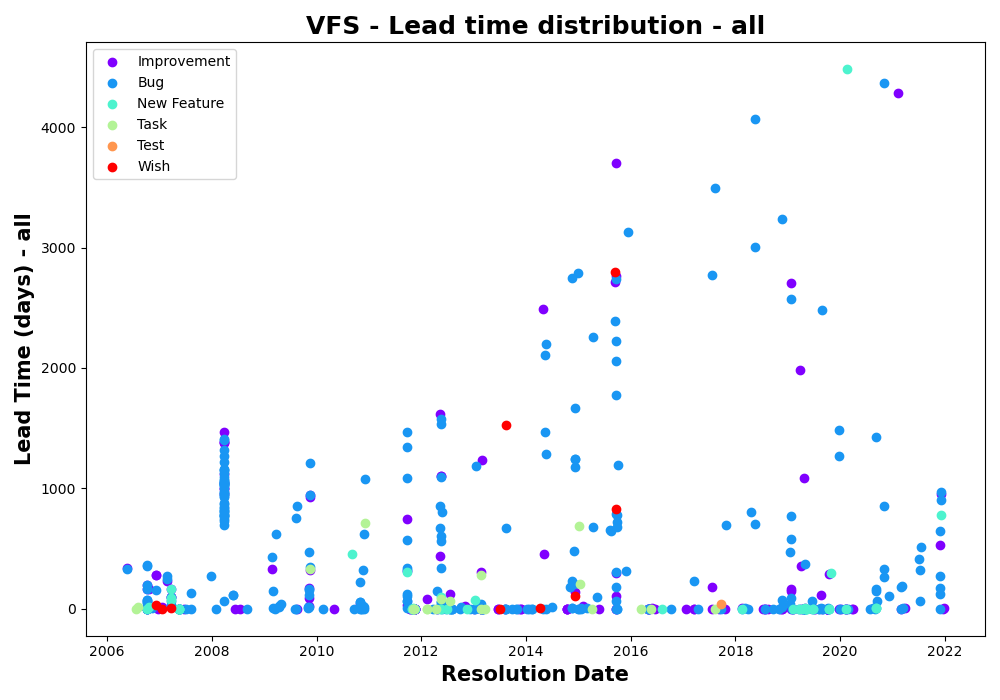 VFS - Lead time distribution - all
Improvement
Bug
New Feature
Task
Test
Wish
Lead Time (days) - all
4000
3000
2000
1000
0
2006 2008 2010 2012 2014 2016 2018 2020 2022
Resolution Date